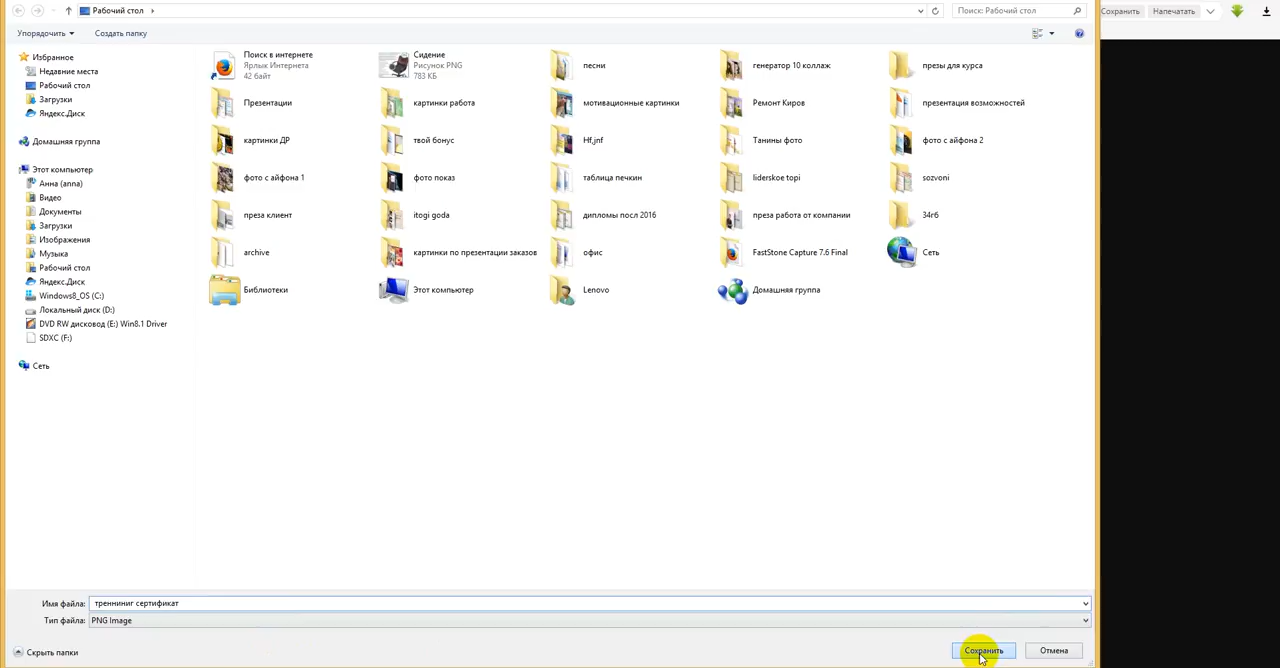 Рабочий стол
Поиск: Рабочий стол
Сохранить
Напечатать
Упорядочить
Создать папку
Избранное
Недавние места
Рабочий стол
Загрузки
Яндекс.Диск
Домашняя группа
Этот компьютер
Анна (anna)
Видео
Документы
Загрузки
Изображения
Музыка
Рабочий стол
Яндекс.Диск
Windows8_OS (C:)
Локальный диск (D:)
DVD RW дисковод (E:) Win8.1 Driver
SDXC (F:)
Сеть
Поиск в интернете
Ярлык Интернета
42 байт
Сидение
Рисунок PNG
783 КБ
песни
генератор 10 коллаж
презы для курса
Презентации
картинки работа
мотивационные картинки
Ремонт Киров
презентация возможностей
картинки ДР
твой бонус
Hf,jnf
Танины фото
фото с айфона 2
фото с айфона 1
фото показ
таблица печкин
liderskoe topi
sozvoni
преза клиент
itogi goda
дипломы посл 2016
преза работа от компании
34гб
archive
картинки по презентации заказов
офис
FastStone Capture 7.6 Final
Сеть
Библиотеки
Этот компьютер
Lenovo
Домашняя группа
Имя файла: тренниниг сертификат
Тип файла: PNG Image
Скрыть папки
Сохранить
Отмена